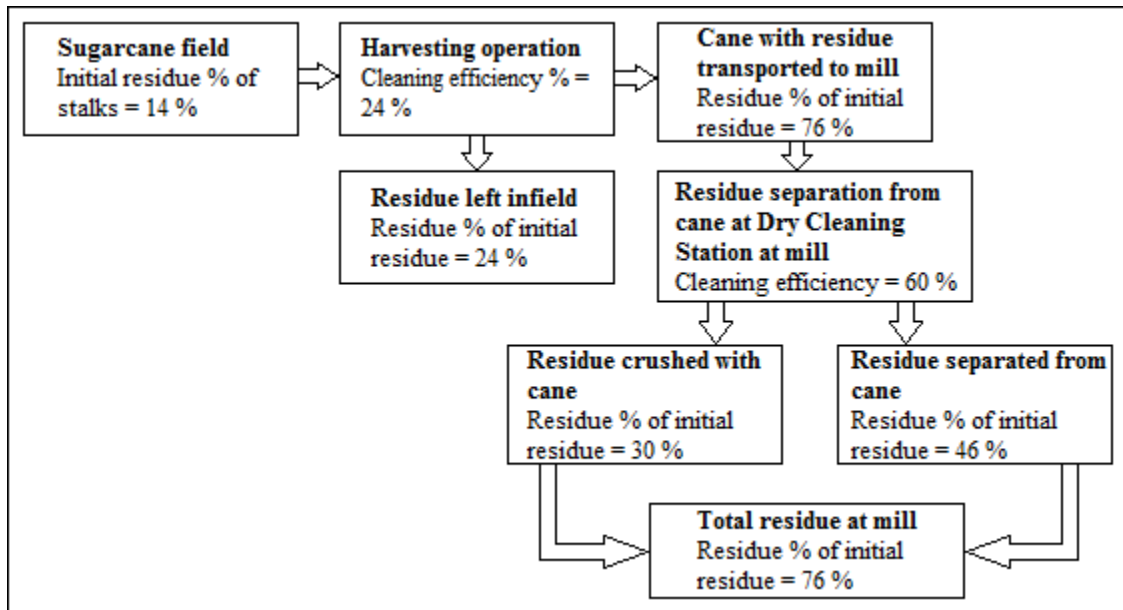 Sugarcane field
Initial residue % of
stalks = 14 %
Harvesting operation
Cleaning efficiency % =
24 %
Cane with residue
transported to mill
Residue % of initial
residue = 76 %
Residue left infield
Residue % of initial
residue = 24 %
Residue separation from
cane at Dry Cleaning
Station at mill
Cleaning efficiency = 60 %
Residue crushed with
cane
Residue % of initial
residue = 30 %
Residue separated from
cane
Residue % of initial
residue = 46 %
Total residue at mill
Residue % of initial
residue = 76 %